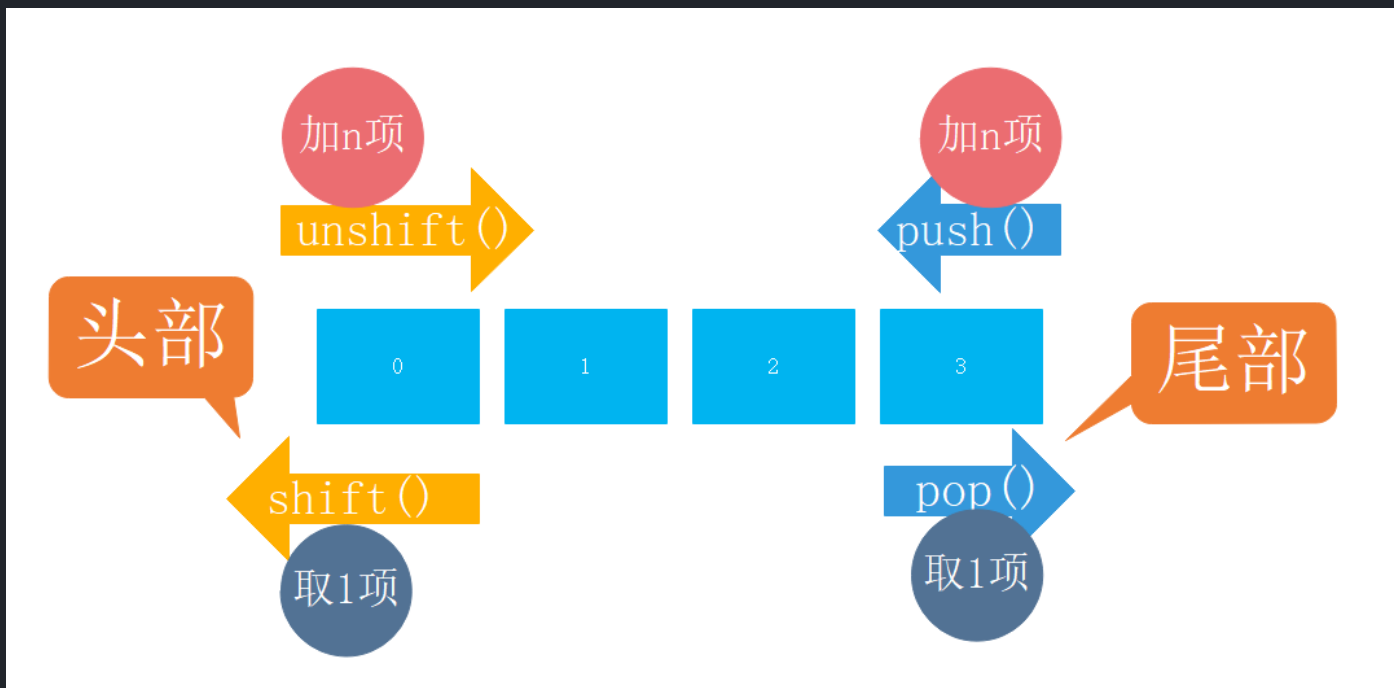 加n项
加n项
unshift()
push()
头部
尾部
0
1
2
3
shift()
pop()
取1项
取1项